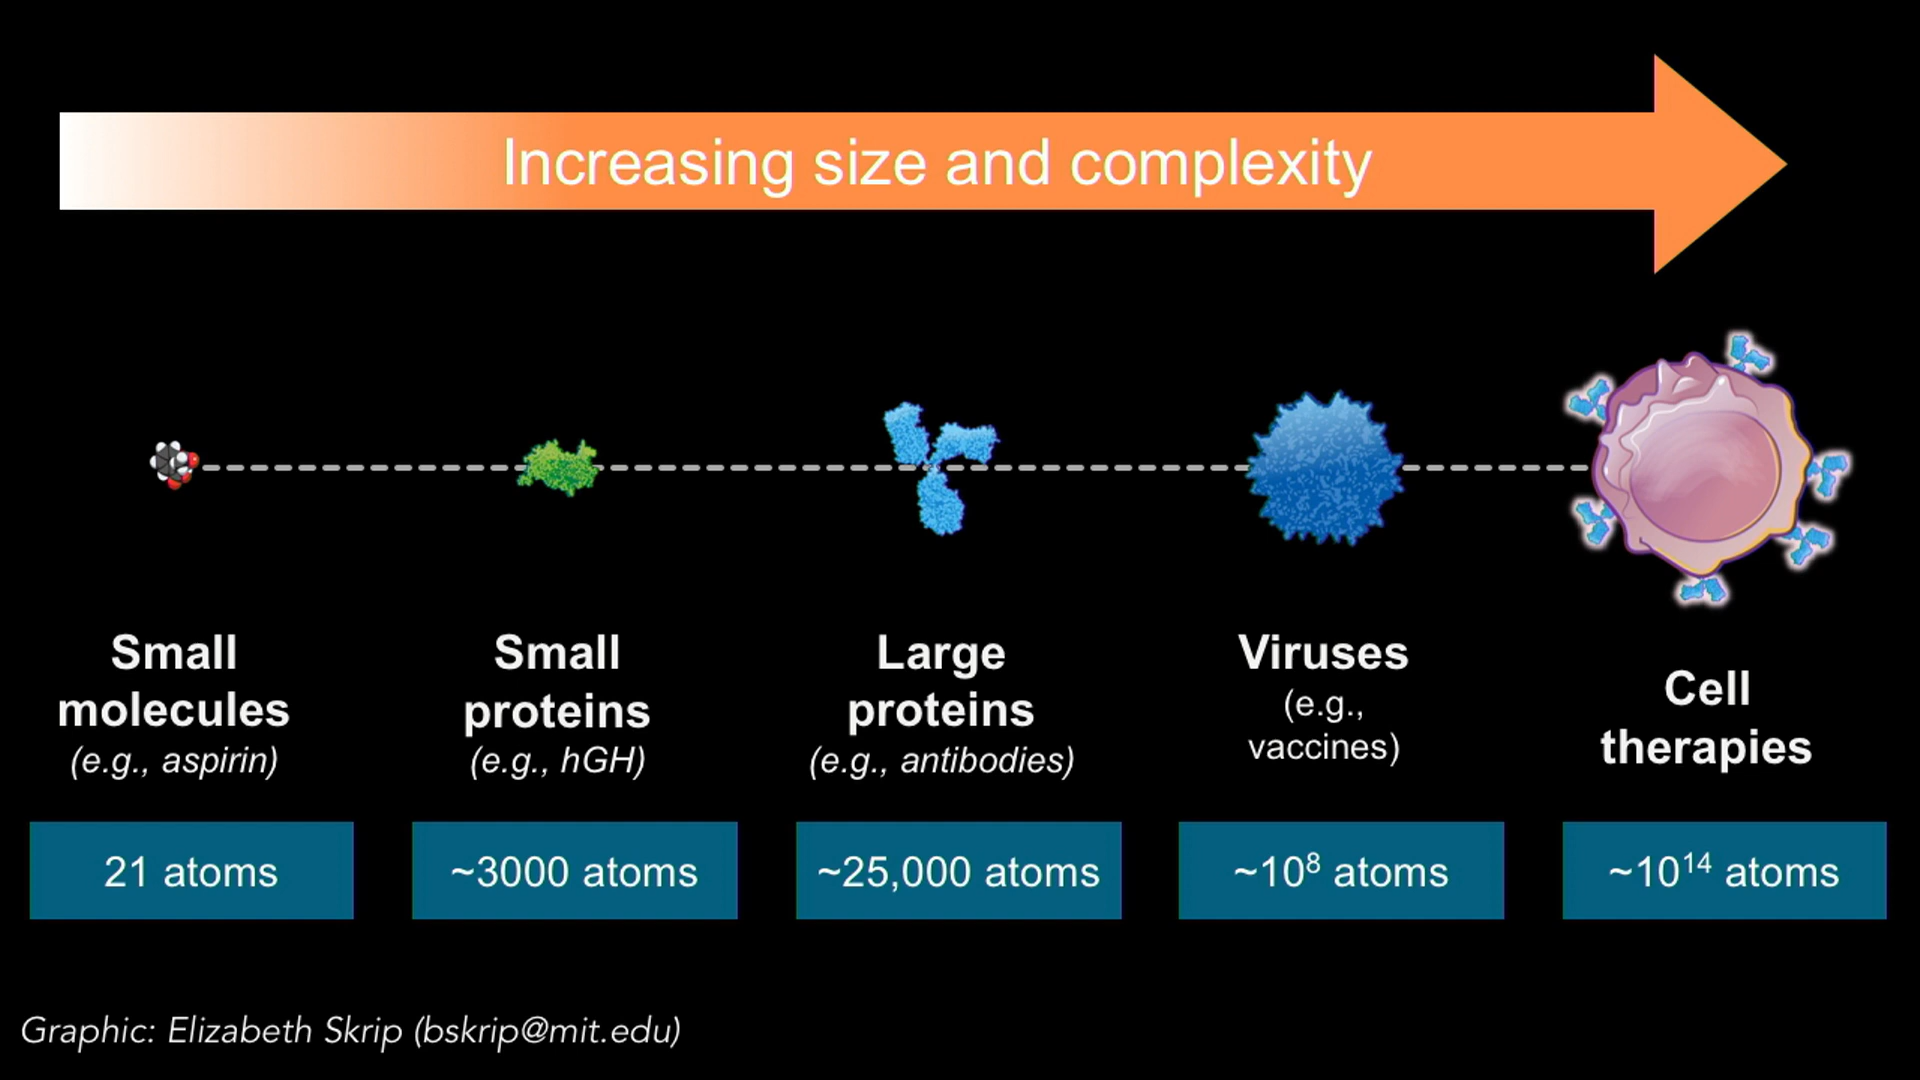 Increasing size and complexity
Small
molecules
(e.g., aspirin)
Small
proteins
(e.g., hGH)
Large
proteins
(e.g., antibodies)
Viruses
(e.g.,
vaccines)
Cell
therapies
21 atoms
~3000 atoms
~25,000 atoms
~10⁸ atoms
~10¹⁴ atoms
Graphic: Elizabeth Skrip (bskrip@mit.edu)